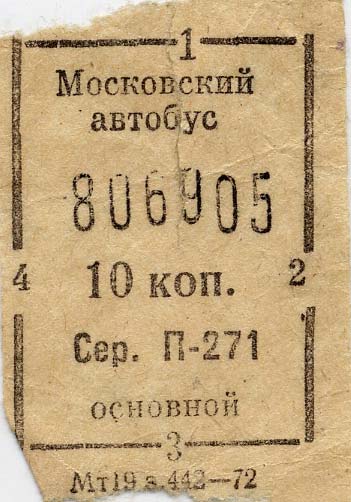 1
Московский
автобус
806905
4 10 коп. 2
Сер. П-271
основной
3
Мт19 з.442—72